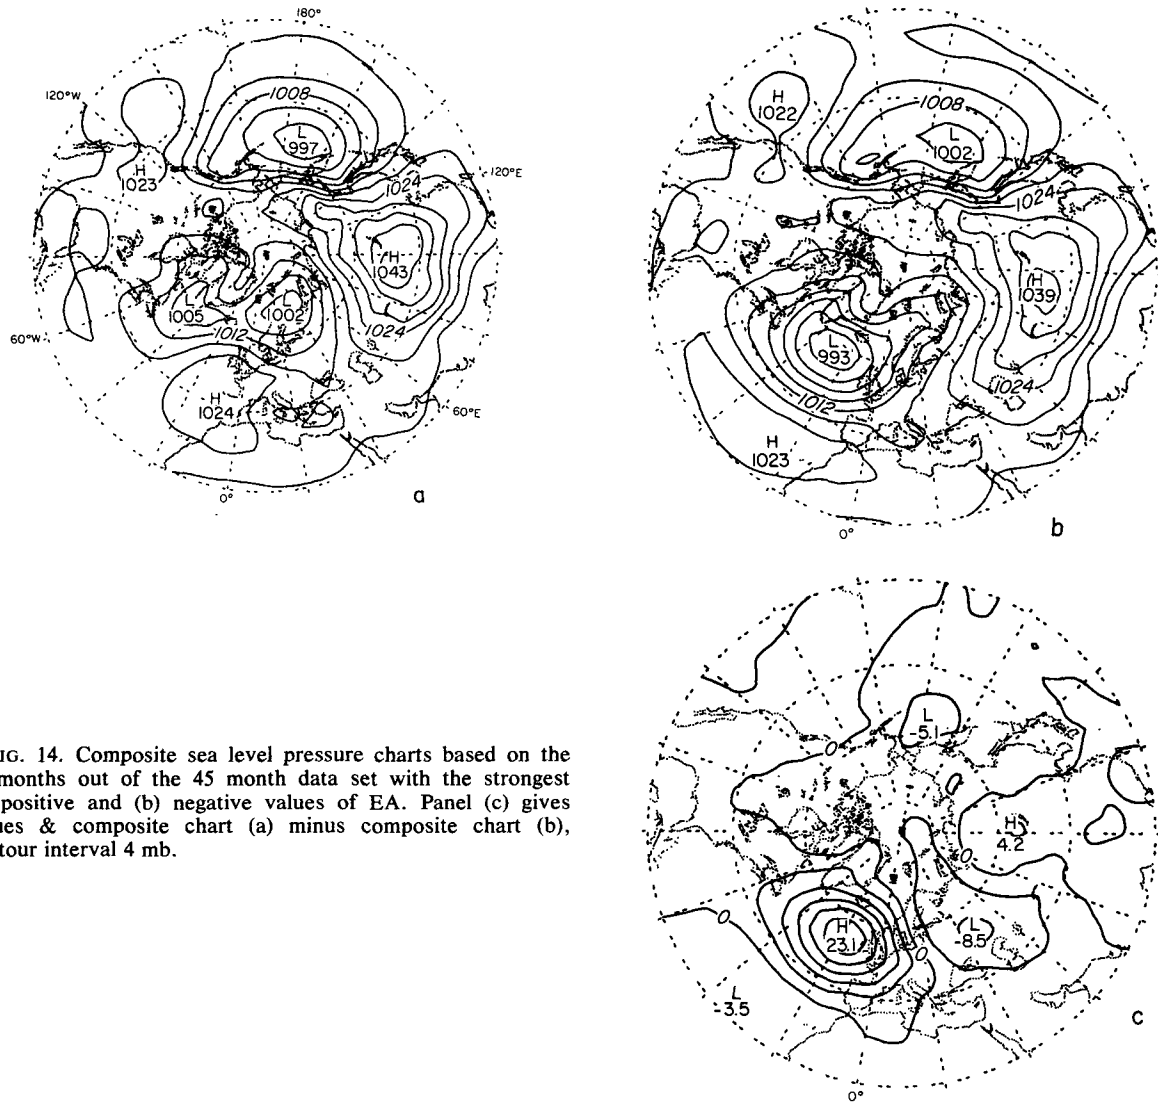 180°
120°W
1008
L
997
H
1023
120°E
1024
H
1043
L
1005
L
1002
1012
1024
60°W
H
1024
60°E
0°
a
H
1022
1008
L
1002
1024
H
1039
L
993
1024
1012
H
1023
0°
b
L
-5.1
0
H
4.2
0
0
H
23.1
L
-8.5
0
L
-3.5
c
0°
IG. 14. Composite sea level pressure charts based on the
months out of the 45 month data set with the strongest
positive and (b) negative values of EA. Panel (c) gives
ues & composite chart (a) minus composite chart (b),
tour interval 4 mb.